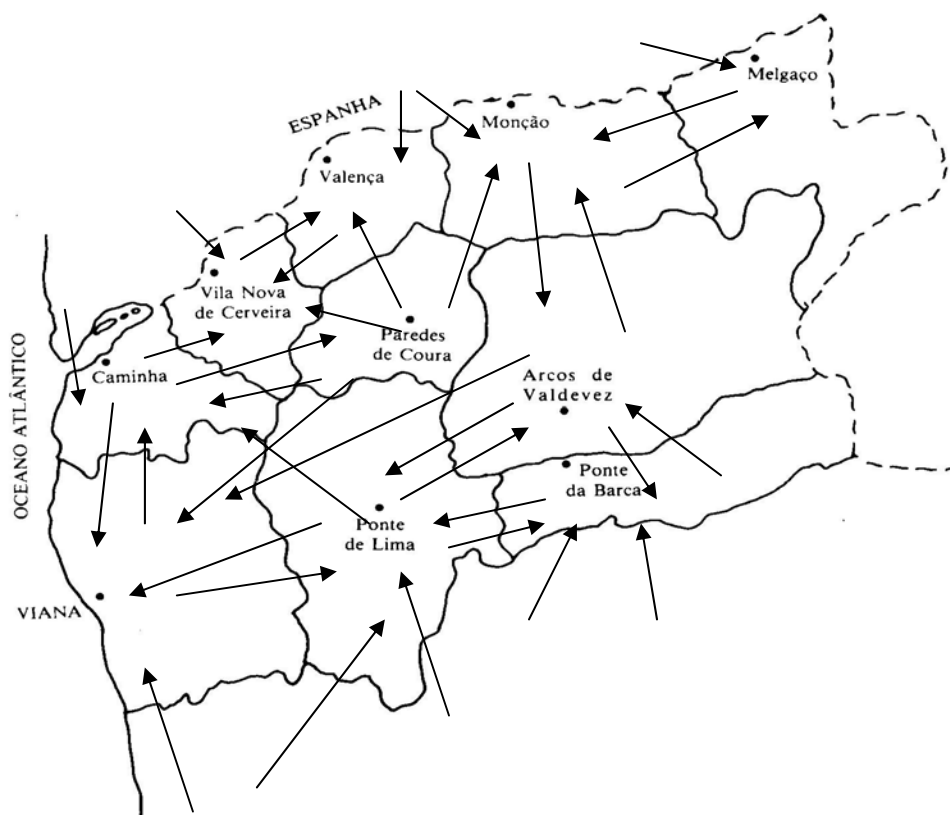 Melgaço
ESPANHA
Monção
Valença
Vila Nova
de Cerveira
Paredes
de Coura
Caminha
Arcos de
Valdevez
OCEANO ATLÂNTICO
Ponte
da Barca
Ponte
de Lima
VIANA